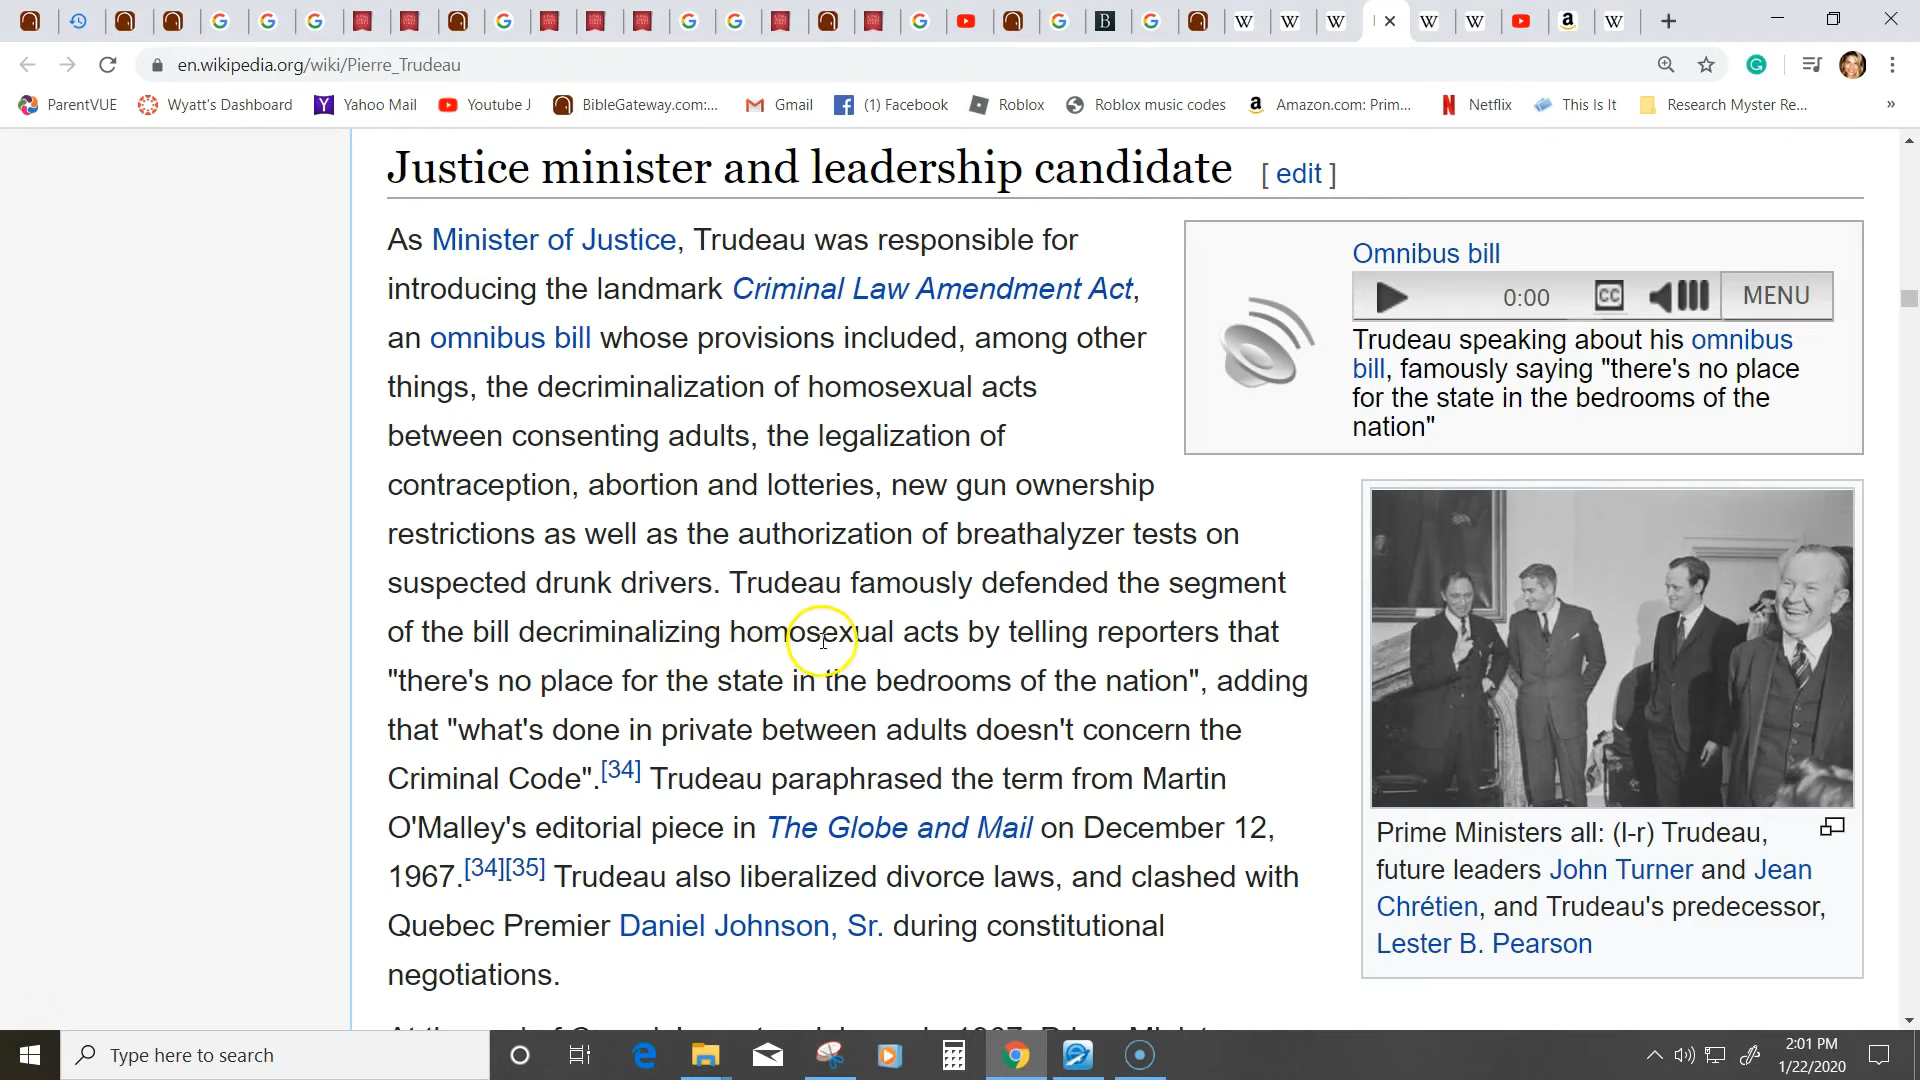 en.wikipedia.org/wiki/Pierre_Trudeau
ParentVUE
Wyatt's Dashboard
Yahoo Mail
Youtube J
BibleGateway.com:...
Gmail
(1) Facebook
Roblox
Roblox music codes
Amazon.com: Prim...
Netflix
This Is It
Research Myster Re...
»
Justice minister and leadership candidate [ edit ]
As Minister of Justice, Trudeau was responsible for
introducing the landmark Criminal Law Amendment Act,
an omnibus bill whose provisions included, among other
things, the decriminalization of homosexual acts
between consenting adults, the legalization of
contraception, abortion and lotteries, new gun ownership
restrictions as well as the authorization of breathalyzer tests on
suspected drunk drivers. Trudeau famously defended the segment
of the bill decriminalizing homosexual acts by telling reporters that
"there's no place for the state in the bedrooms of the nation", adding
that "what's done in private between adults doesn't concern the
Criminal Code".[34] Trudeau paraphrased the term from Martin
O'Malley's editorial piece in The Globe and Mail on December 12,
1967.[34][35] Trudeau also liberalized divorce laws, and clashed with
Quebec Premier Daniel Johnson, Sr. during constitutional
negotiations.
Omnibus bill
0:00
CC
MENU
Trudeau speaking about his omnibus
bill, famously saying "there's no place
for the state in the bedrooms of the
nation"
Prime Ministers all: (l-r) Trudeau,
future leaders John Turner and Jean
Chrétien, and Trudeau's predecessor,
Lester B. Pearson
Type here to search
2:01 PM
1/22/2020